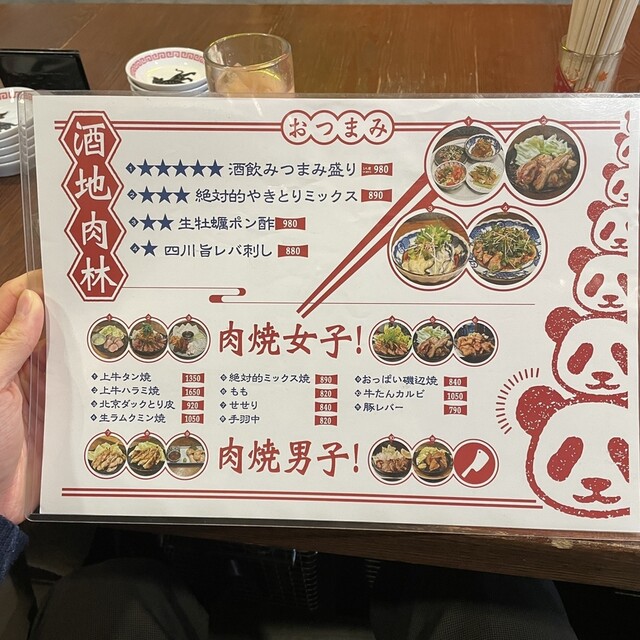 酒地肉林
おつまみ
1 ★★★★★ 酒飲みつまみ盛り 980
2 ★★★ 絶対的やきとりミックス 890
3 ★★ 生牡蠣ポン酢 980
4 ★ 四川旨レバ刺し 880
肉焼女子!
上牛タン焼 1350
上牛ハラミ焼 1650
北京ダックとり皮 920
生ラムクミン焼 1050
絶対的ミックス焼 890
もも 820
せせり 840
手羽中 820
おっぱい磯辺焼 840
牛たんカルビ 1050
豚レバー 790
肉焼男子!